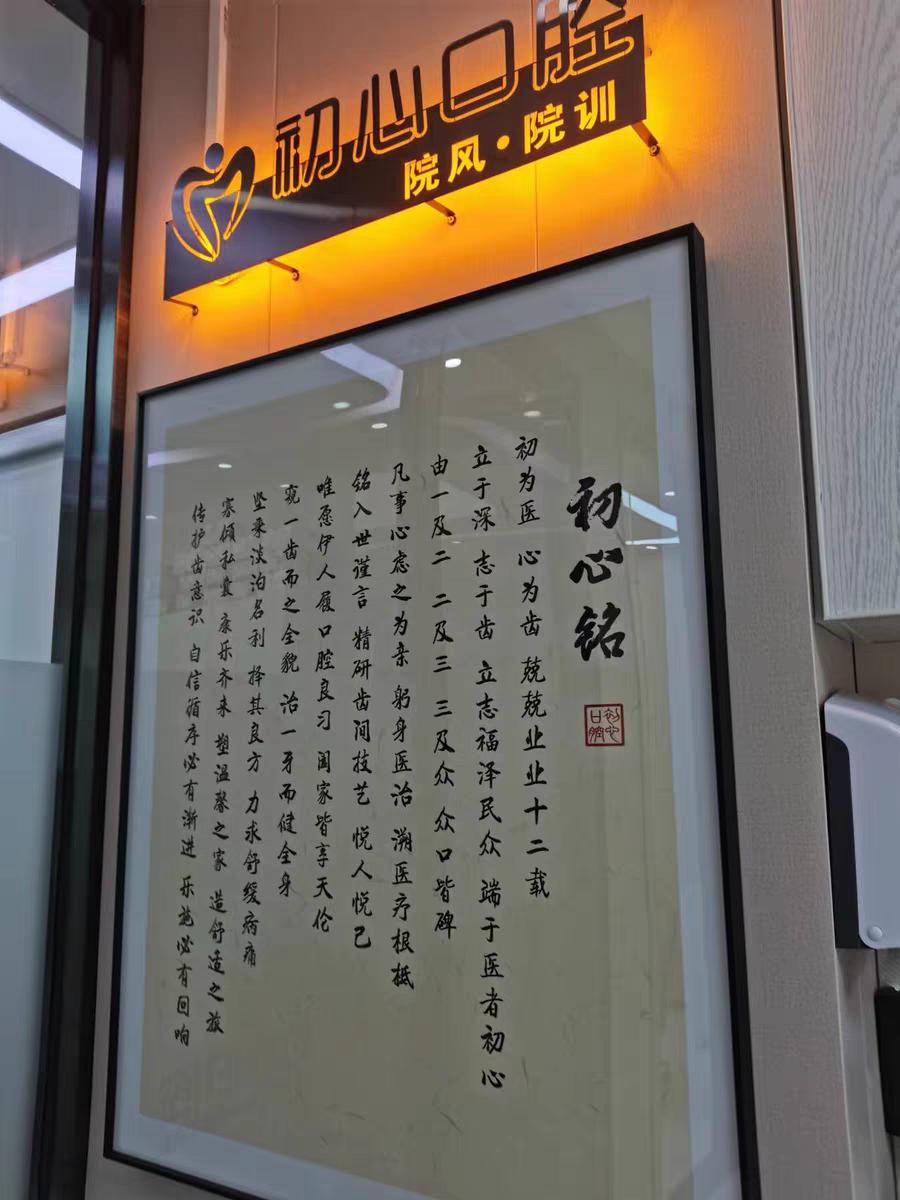 初心口腔
院风·院训
初心铭
初心口腔
初为医 心为齿 兢兢业业十二载
立于深 志于齿 立志福泽民众 端于医者初心
由一及二 二及三 三及众 众口皆碑
凡事心虑之为亲 躬身医治 溯医疗根抵
铭入世谨言 精研齿间技艺 悦人悦己
唯愿伊人履口腔良习 阖家皆享天伦
窥一齿而之全貌 治一牙而健全身
坚秉淡泊名利 择其良方 力求舒缓病痛
寡倾私囊 康乐齐来 塑温馨之家 造舒适之旅
传护齿意识 自信循序必有渐进 乐施必有回响